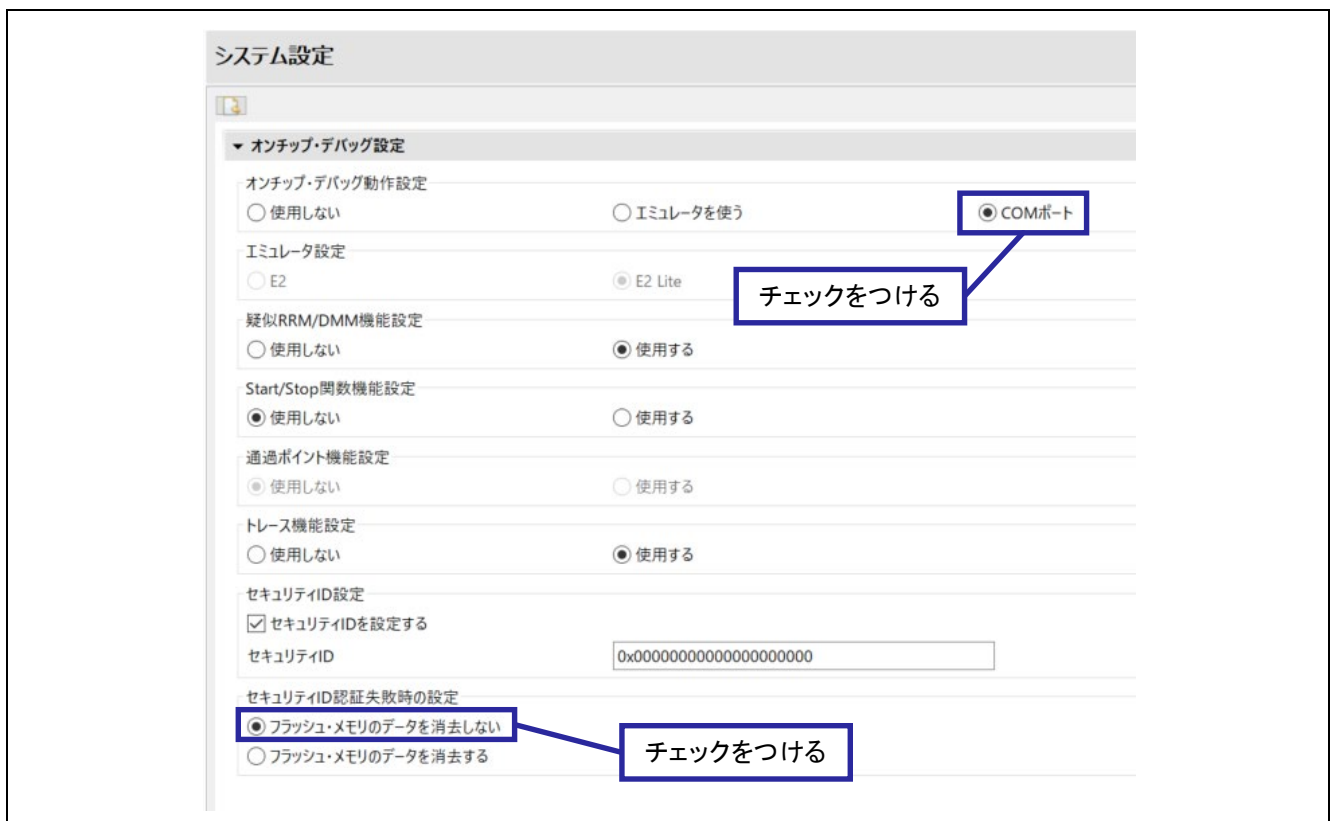 システム設定
▼ オンチップ・デバッグ設定
オンチップ・デバッグ動作設定
使用しない エミュレータを使う COMポート
エミュレータ設定
E2 E2 Lite
チェックをつける
疑似RRM/DMM機能設定
使用しない 使用する
Start/Stop関数機能設定
使用しない 使用する
通過ポイント機能設定
使用しない 使用する
トレース機能設定
使用しない 使用する
セキュリティID設定
セキュリティIDを設定する
セキュリティID 0x00000000000000000000
セキュリティID認証失敗時の設定
フラッシュ・メモリのデータを消去しない
チェックをつける
フラッシュ・メモリのデータを消去する